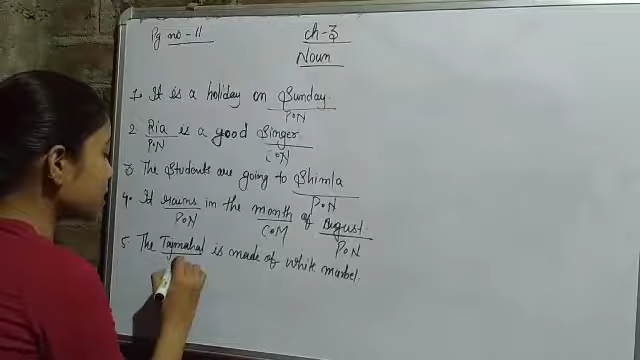 Pg no - 11
ch-3
Noun
1. It is a holiday on Sunday.
P.N
2. Ria is a good Singer.
P.N C.N
3. The Students are going to Shimla
P.N
4. It rains in the month of August.
P.N C.M P.N
5. The Tajmahal is made of white marbel.